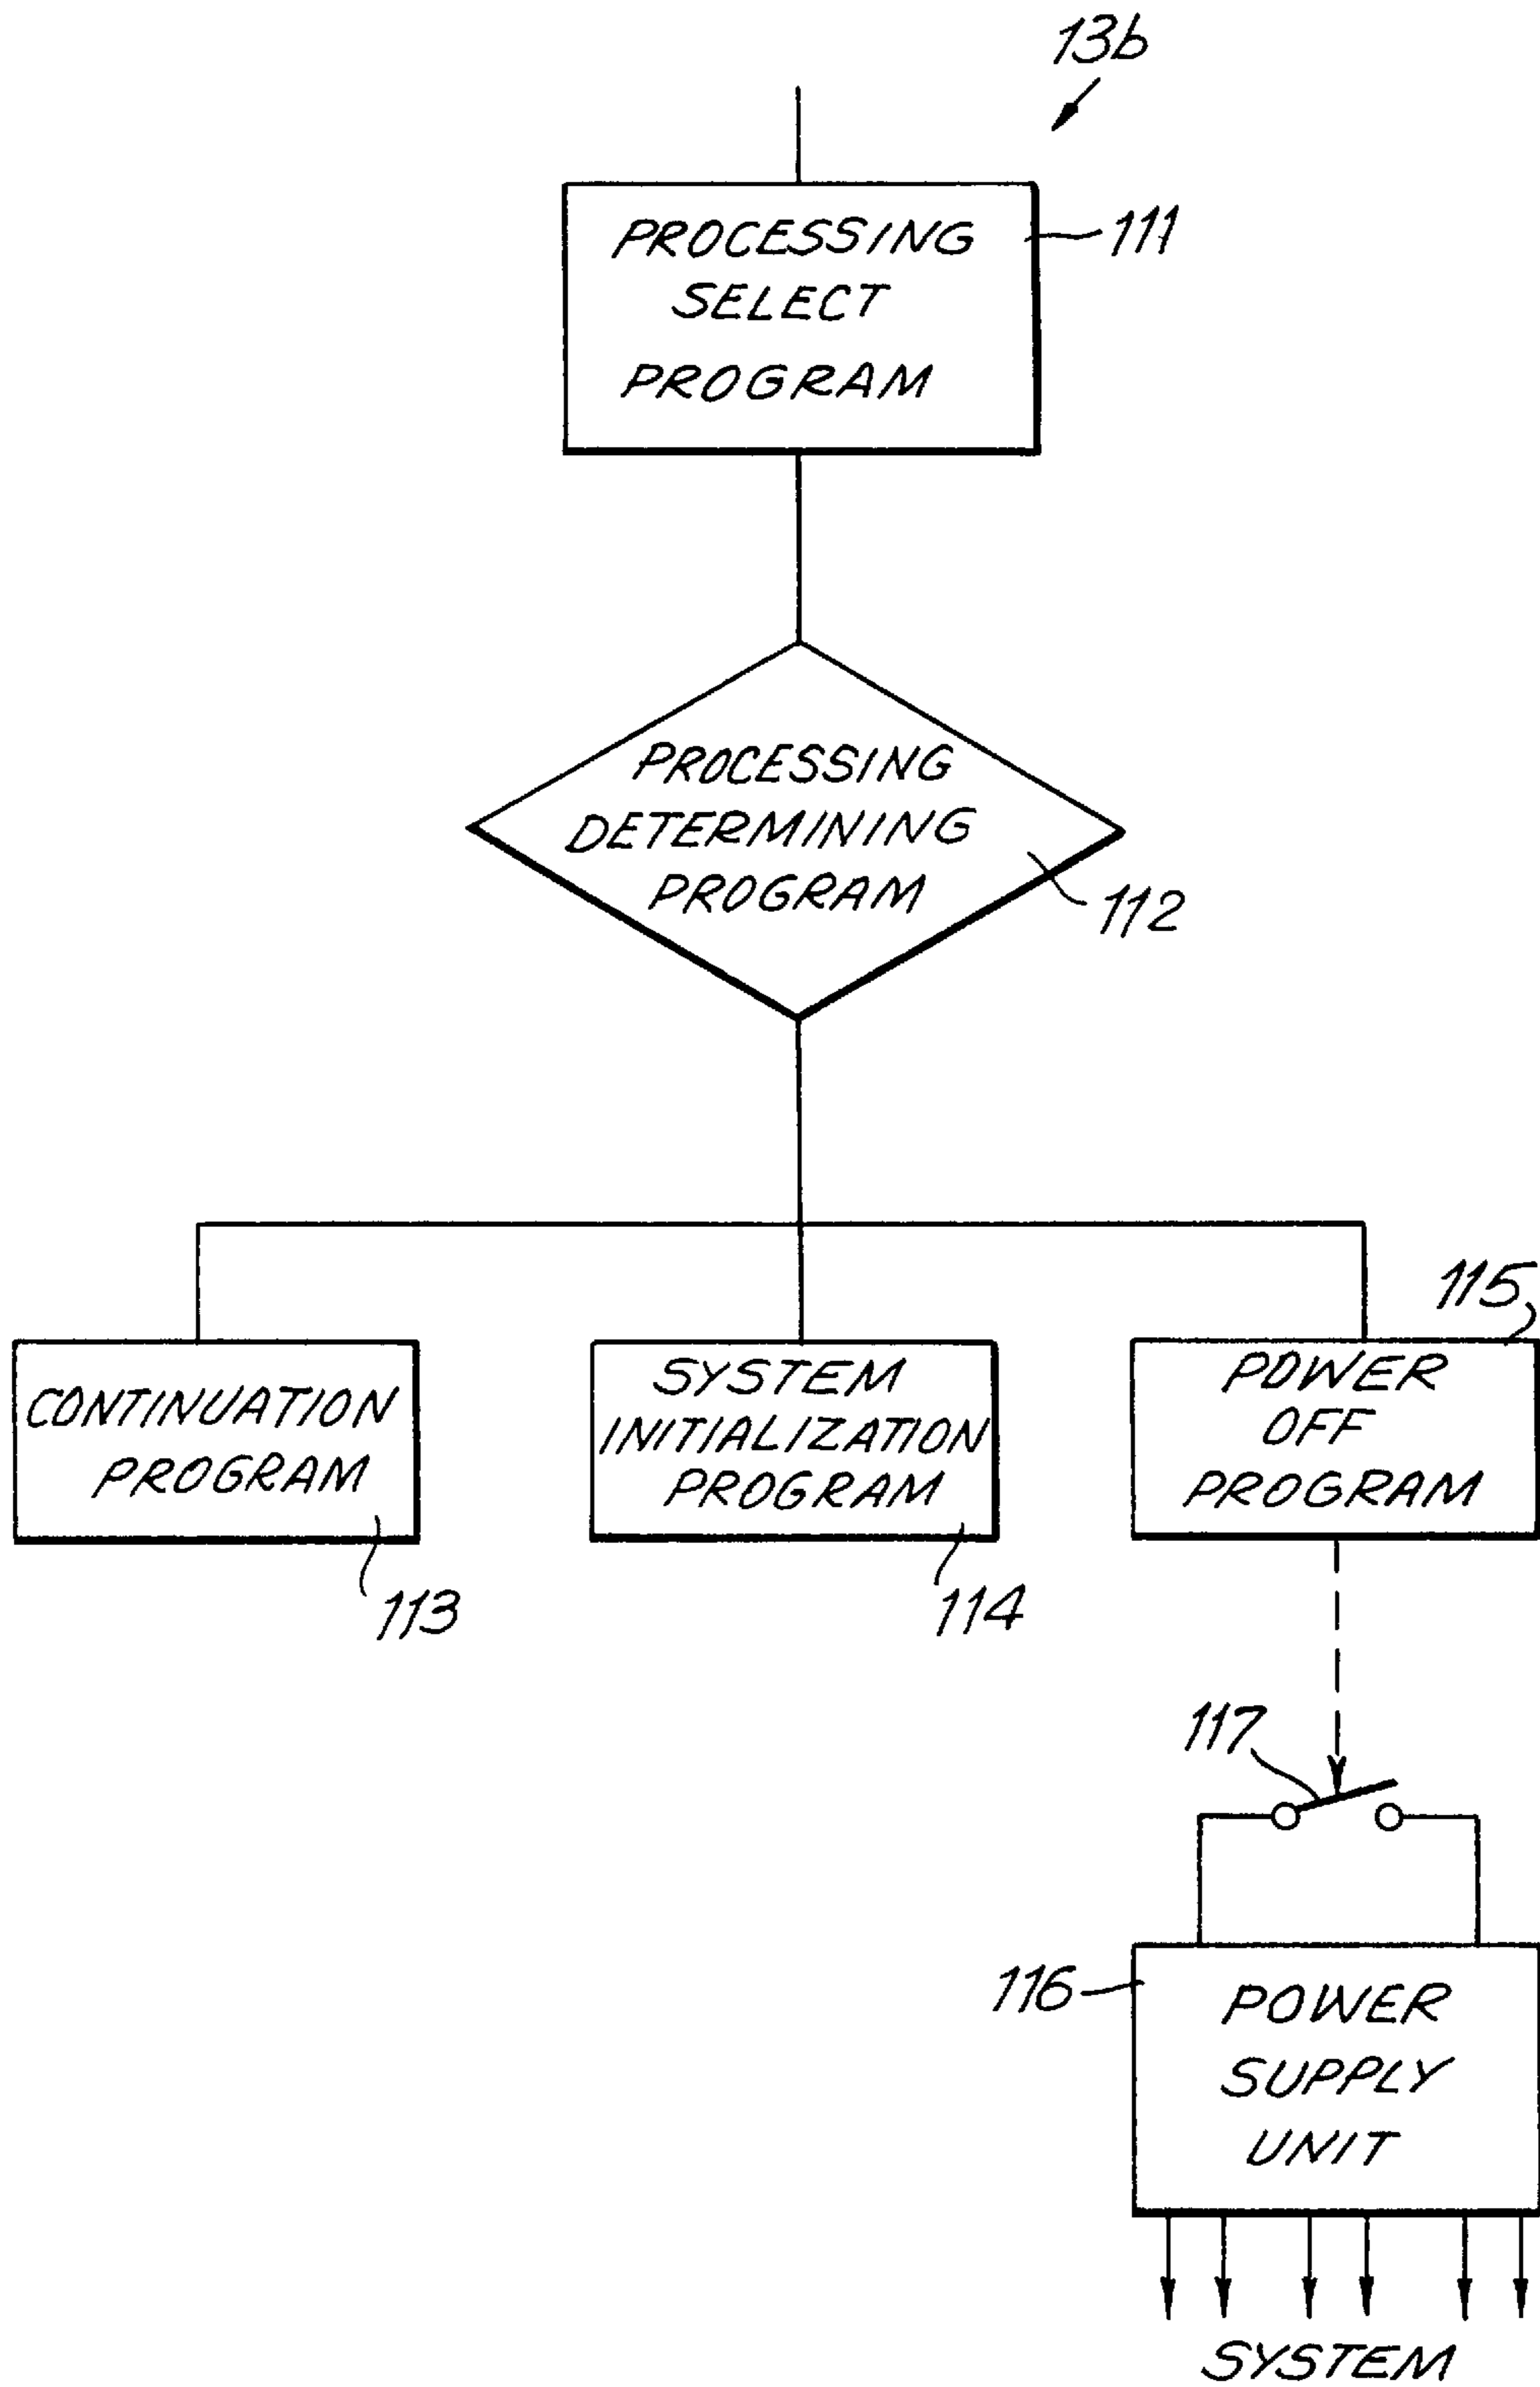 13b
PROCESSING
SELECT
PROGRAM
111
PROCESSING
DETERMINING
PROGRAM
112
115
CONTINUATION
PROGRAM
113
SYSTEM
INITIALIZATION
PROGRAM
114
POWER
OFF
PROGRAM
117
116
POWER
SUPPLY
UNIT
SYSTEM